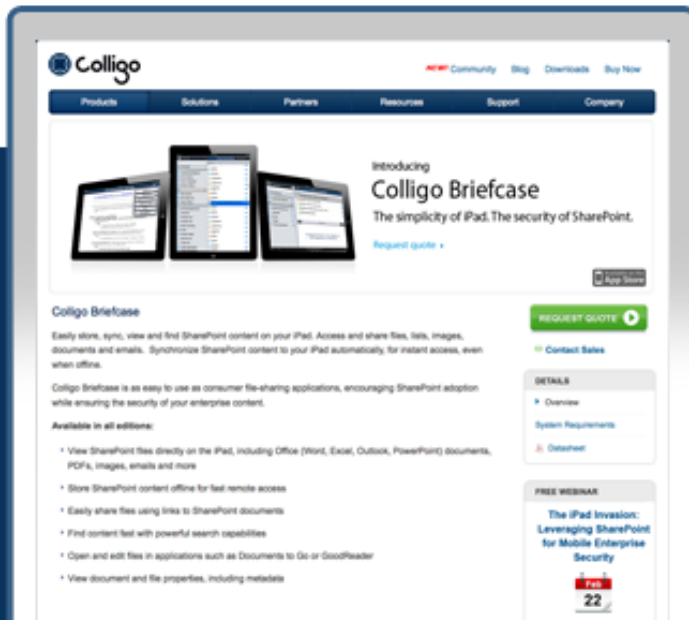 Colligo
NEW! Community Blog Downloads Buy Now
Products Solutions Partners Resources Support Company
Introducing
Colligo Briefcase
The simplicity of iPad. The security of SharePoint.
Request quote
App Store
Colligo Briefcase
Easily store, sync, view and find SharePoint content on your iPad. Access and share files, lists, images,
documents and emails. Synchronize SharePoint content to your iPad automatically, for instant access, even
when offline.
Colligo Briefcase is as easy to use as consumer file-sharing applications, encouraging SharePoint adoption
while ensuring the security of your enterprise content.
Available in all editions:
View SharePoint files directly on the iPad, including Office (Word, Excel, Outlook, PowerPoint) documents,
PDFs, images, emails and more
Store SharePoint content offline for fast remote access
Easily share files using links to SharePoint documents
Find content fast with powerful search capabilities
Open and edit files in applications such as Documents to Go or GoodReader
View document and file properties, including metadata
REQUEST QUOTE
Contact Sales
DETAILS
Overview
System Requirements
Datasheet
FREE WEBINAR
The iPad Invasion:
Leveraging SharePoint
for Mobile Enterprise
Security
Feb
22